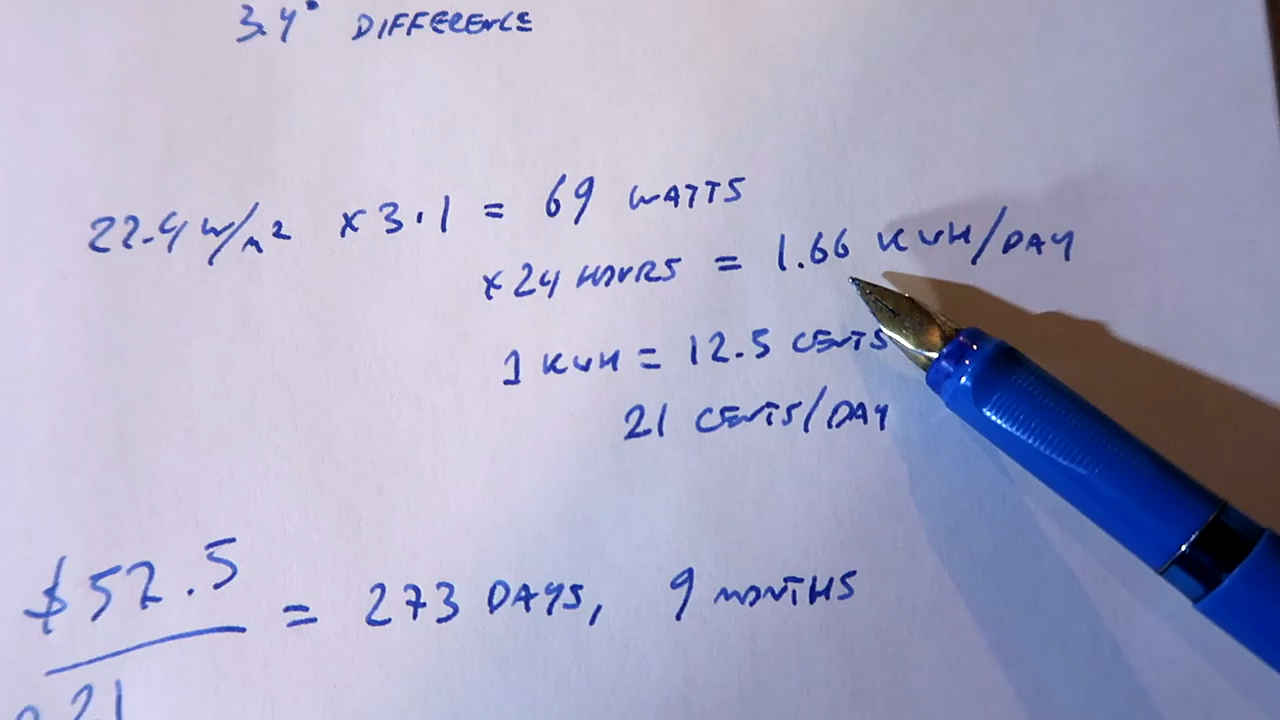 3.4° DIFFERENCE
22.4 W/m² x 3.1 = 69 WATTS
x 24 HOURS = 1.66 KWH/DAY
1 KWH = 12.5 CENTS
21 CENTS/DAY
$52.5 = 273 DAYS, 9 MONTHS
21